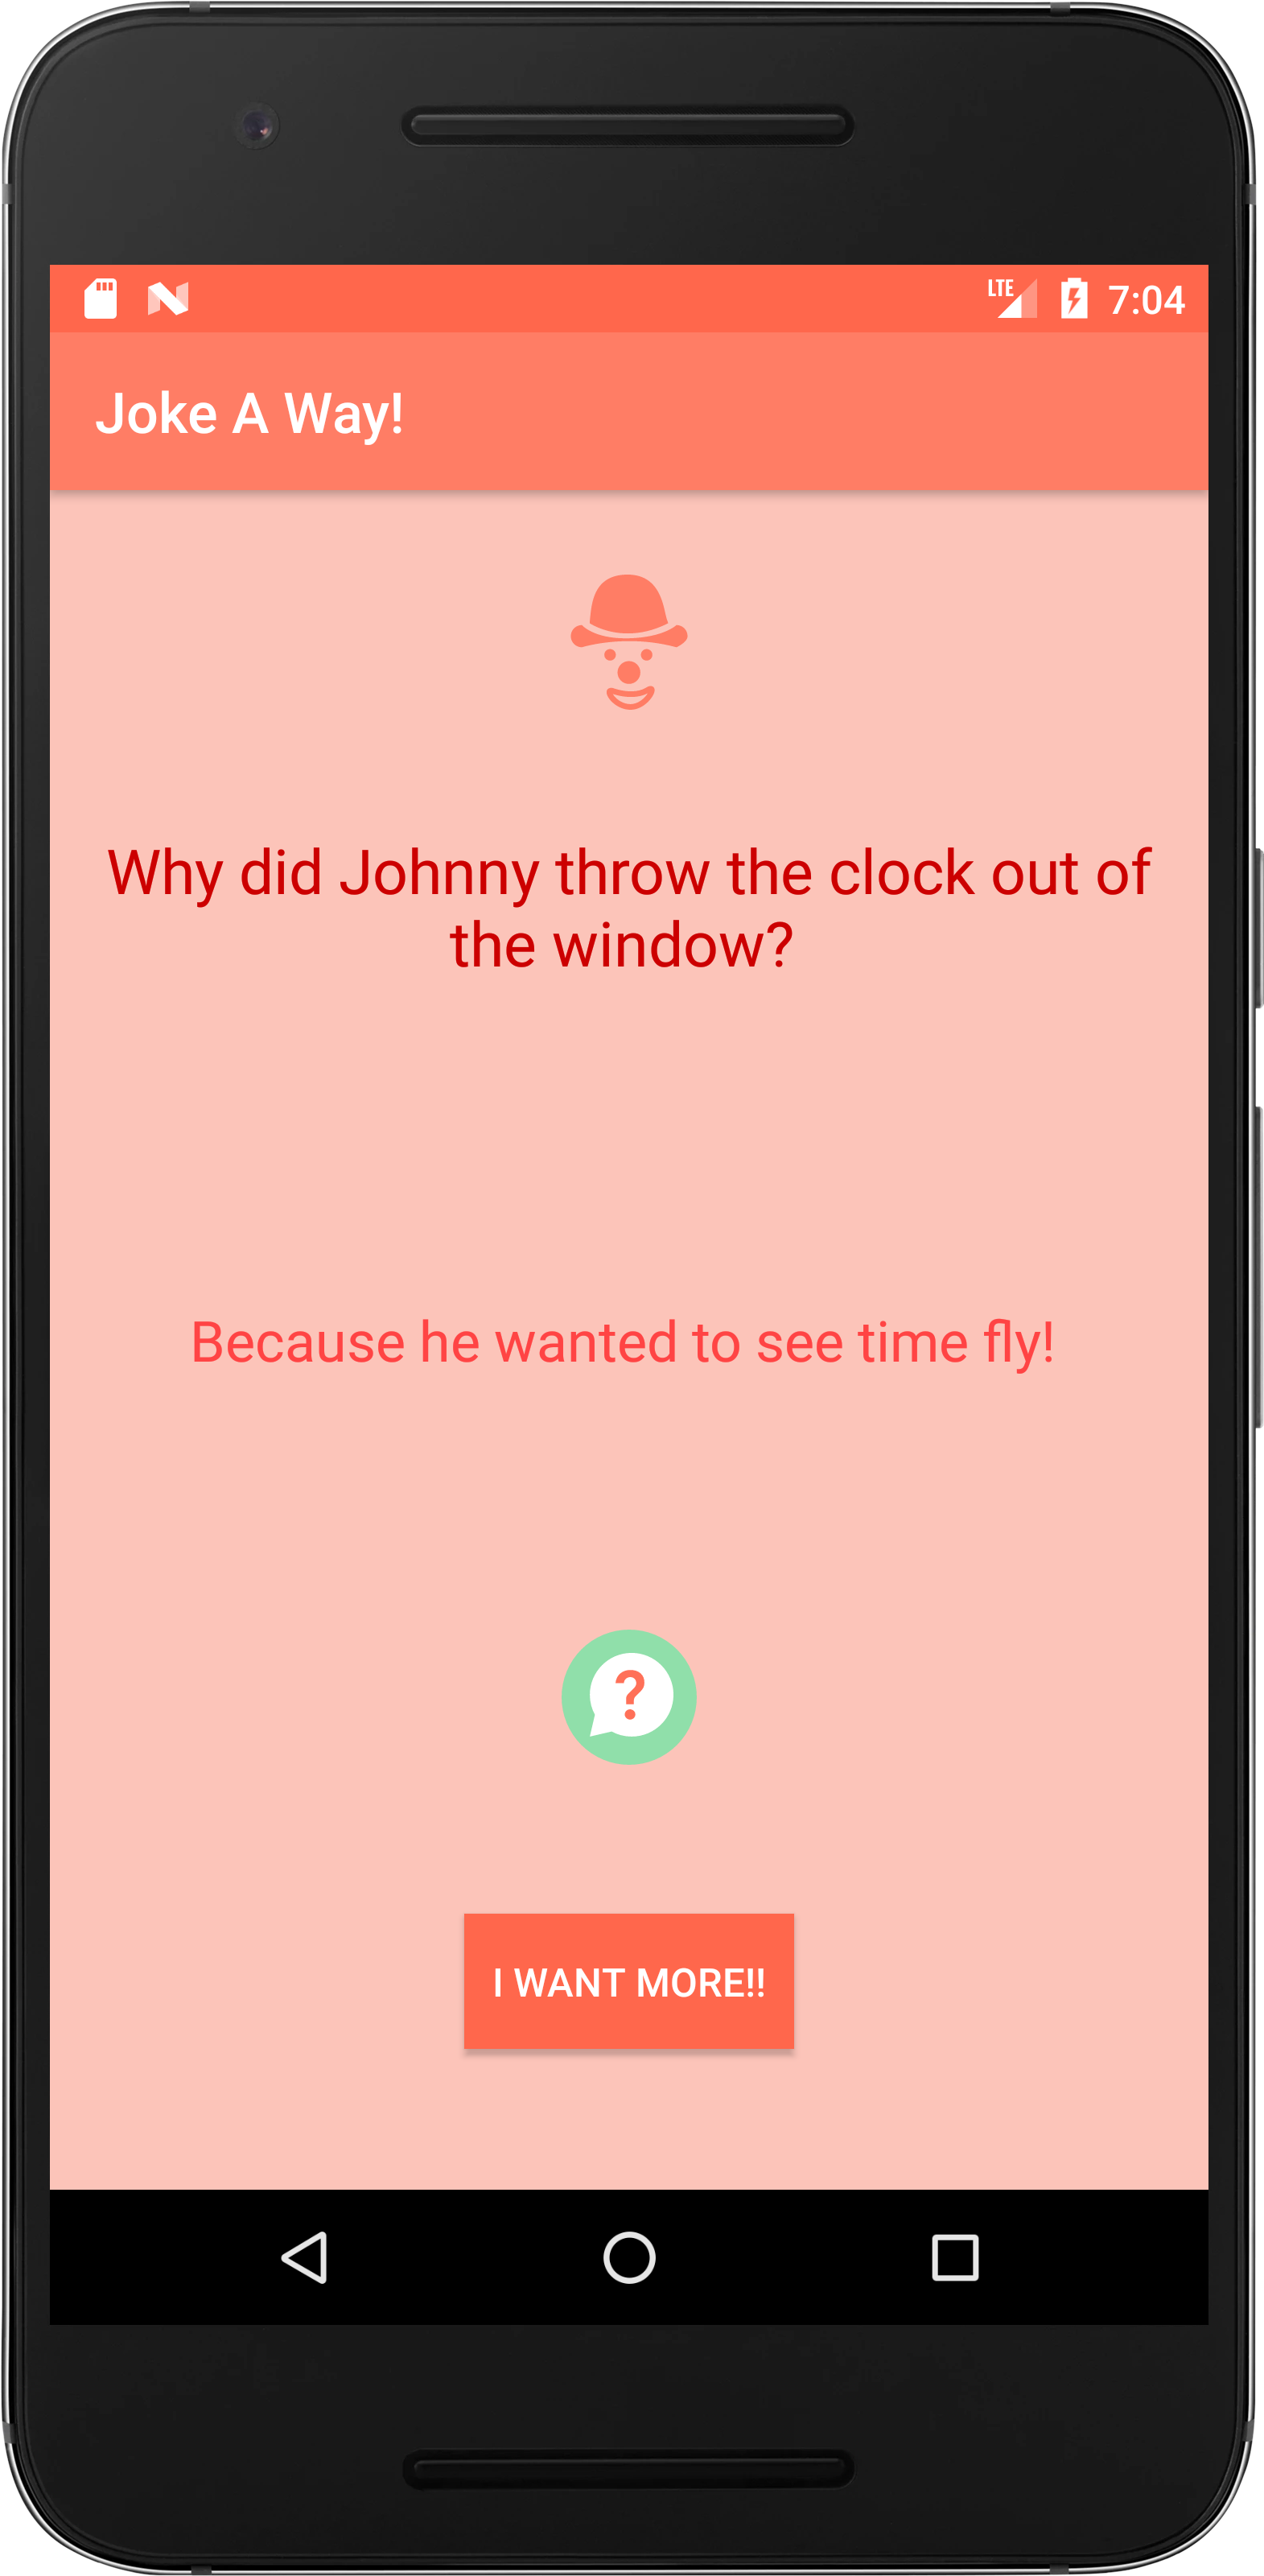 LTE 7:04
Joke A Way!
Why did Johnny throw the clock out of
the window?
Because he wanted to see time fly!
?
I WANT MORE!!